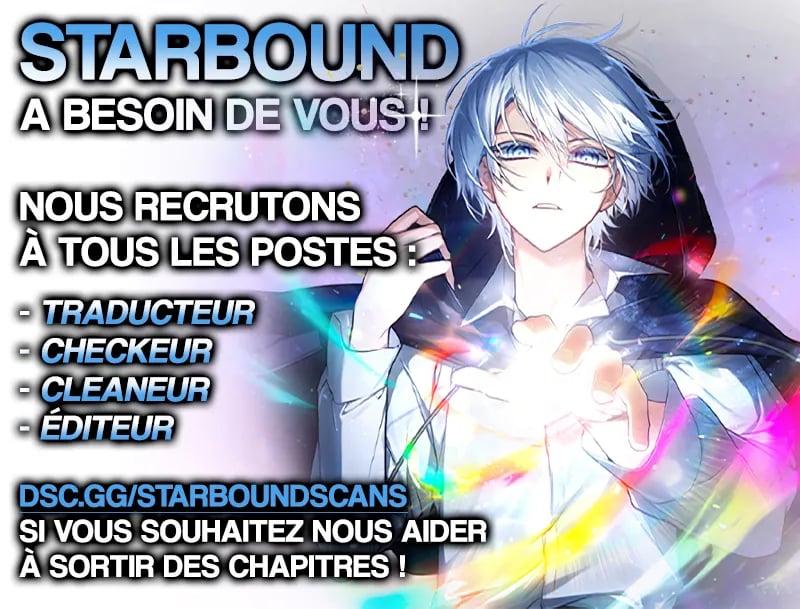 STARBOUND
A BESOIN DE VOUS !
NOUS RECRUTONS
À TOUS LES POSTES :
- TRADUCTEUR
- CHECKEUR
- CLEANEUR
- ÉDITEUR
DSC.GG/STARBOUNDSCANS
SI VOUS SOUHAITEZ NOUS AIDER
À SORTIR DES CHAPITRES !